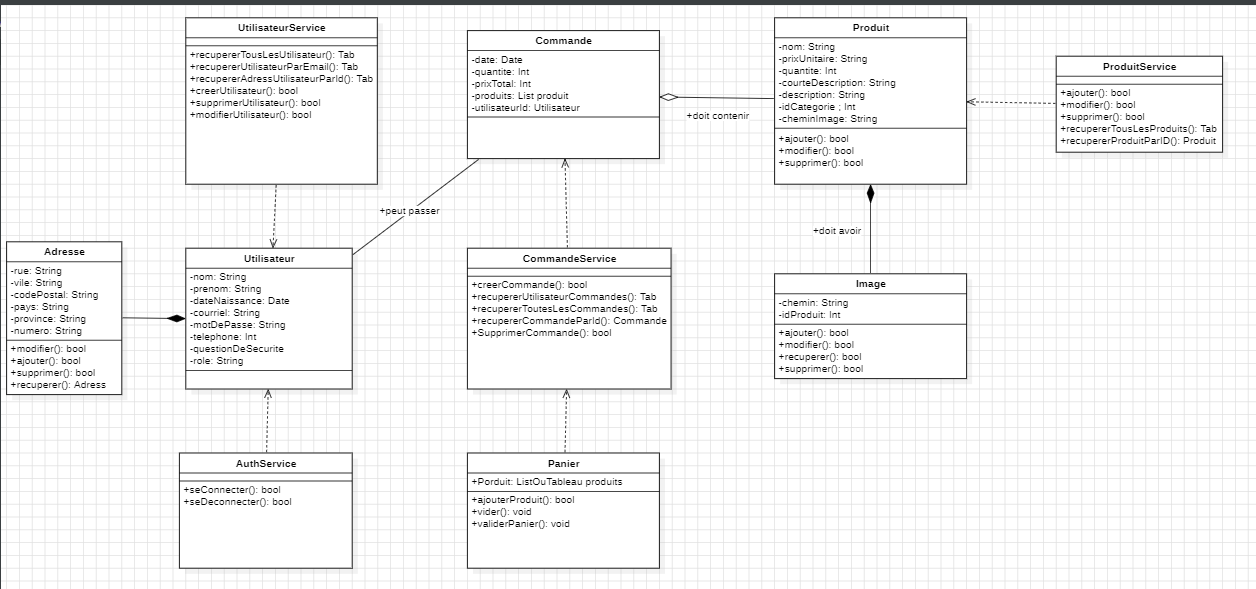 UtilisateurService
+recupererTousLesUtilisateur(): Tab
+recupererUtilisateurParEmail(): Tab
+recupererAdressUtilisateurParId(): Tab
+creerUtilisateur(): bool
+supprimerUtilisateur(): bool
+modifierUtilisateur(): bool
Commande
-date: Date
-quantite: Int
-prixTotal: Int
-produits: List produit
-utilisateurId: Utilisateur
+doit contenir
Produit
-nom: String
-prixUnitaire: String
-quantite: Int
-courteDescription: String
-description: String
-idCategorie ; Int
-cheminImage: String
+ajouter(): bool
+modifier(): bool
+supprimer(): bool
ProduitService
+ajouter(): bool
+modifier(): bool
+supprimer(): bool
+recupererTousLesProduits(): Tab
+recupererProduitParID(): Produit
+peut passer
+doit avoir
Adresse
-rue: String
-vile: String
-codePostal: String
-pays: String
-province: String
-numero: String
+modifier(): bool
+ajouter(): bool
+supprimer(): bool
+recuperer(): Adress
Utilisateur
-nom: String
-prenom: String
-dateNaissance: Date
-courriel: String
-motDePasse: String
-telephone: Int
-questionDeSecurite
-role: String
CommandeService
+creerCommande(): bool
+recupererUtilisateurCommandes(): Tab
+recupererToutesLesCommandes(): Tab
+recupererCommandeParId(): Commande
+SupprimerCommande(): bool
Image
-chemin: String
-idProduit: Int
+ajouter(): bool
+modifier(): bool
+recuperer(): bool
+supprimer(): bool
AuthService
+seConnecter(): bool
+seDeconnecter(): bool
Panier
+Porduit: ListOuTableau produits
+ajouterProduit(): bool
+vider(): void
+validerPanier(): void